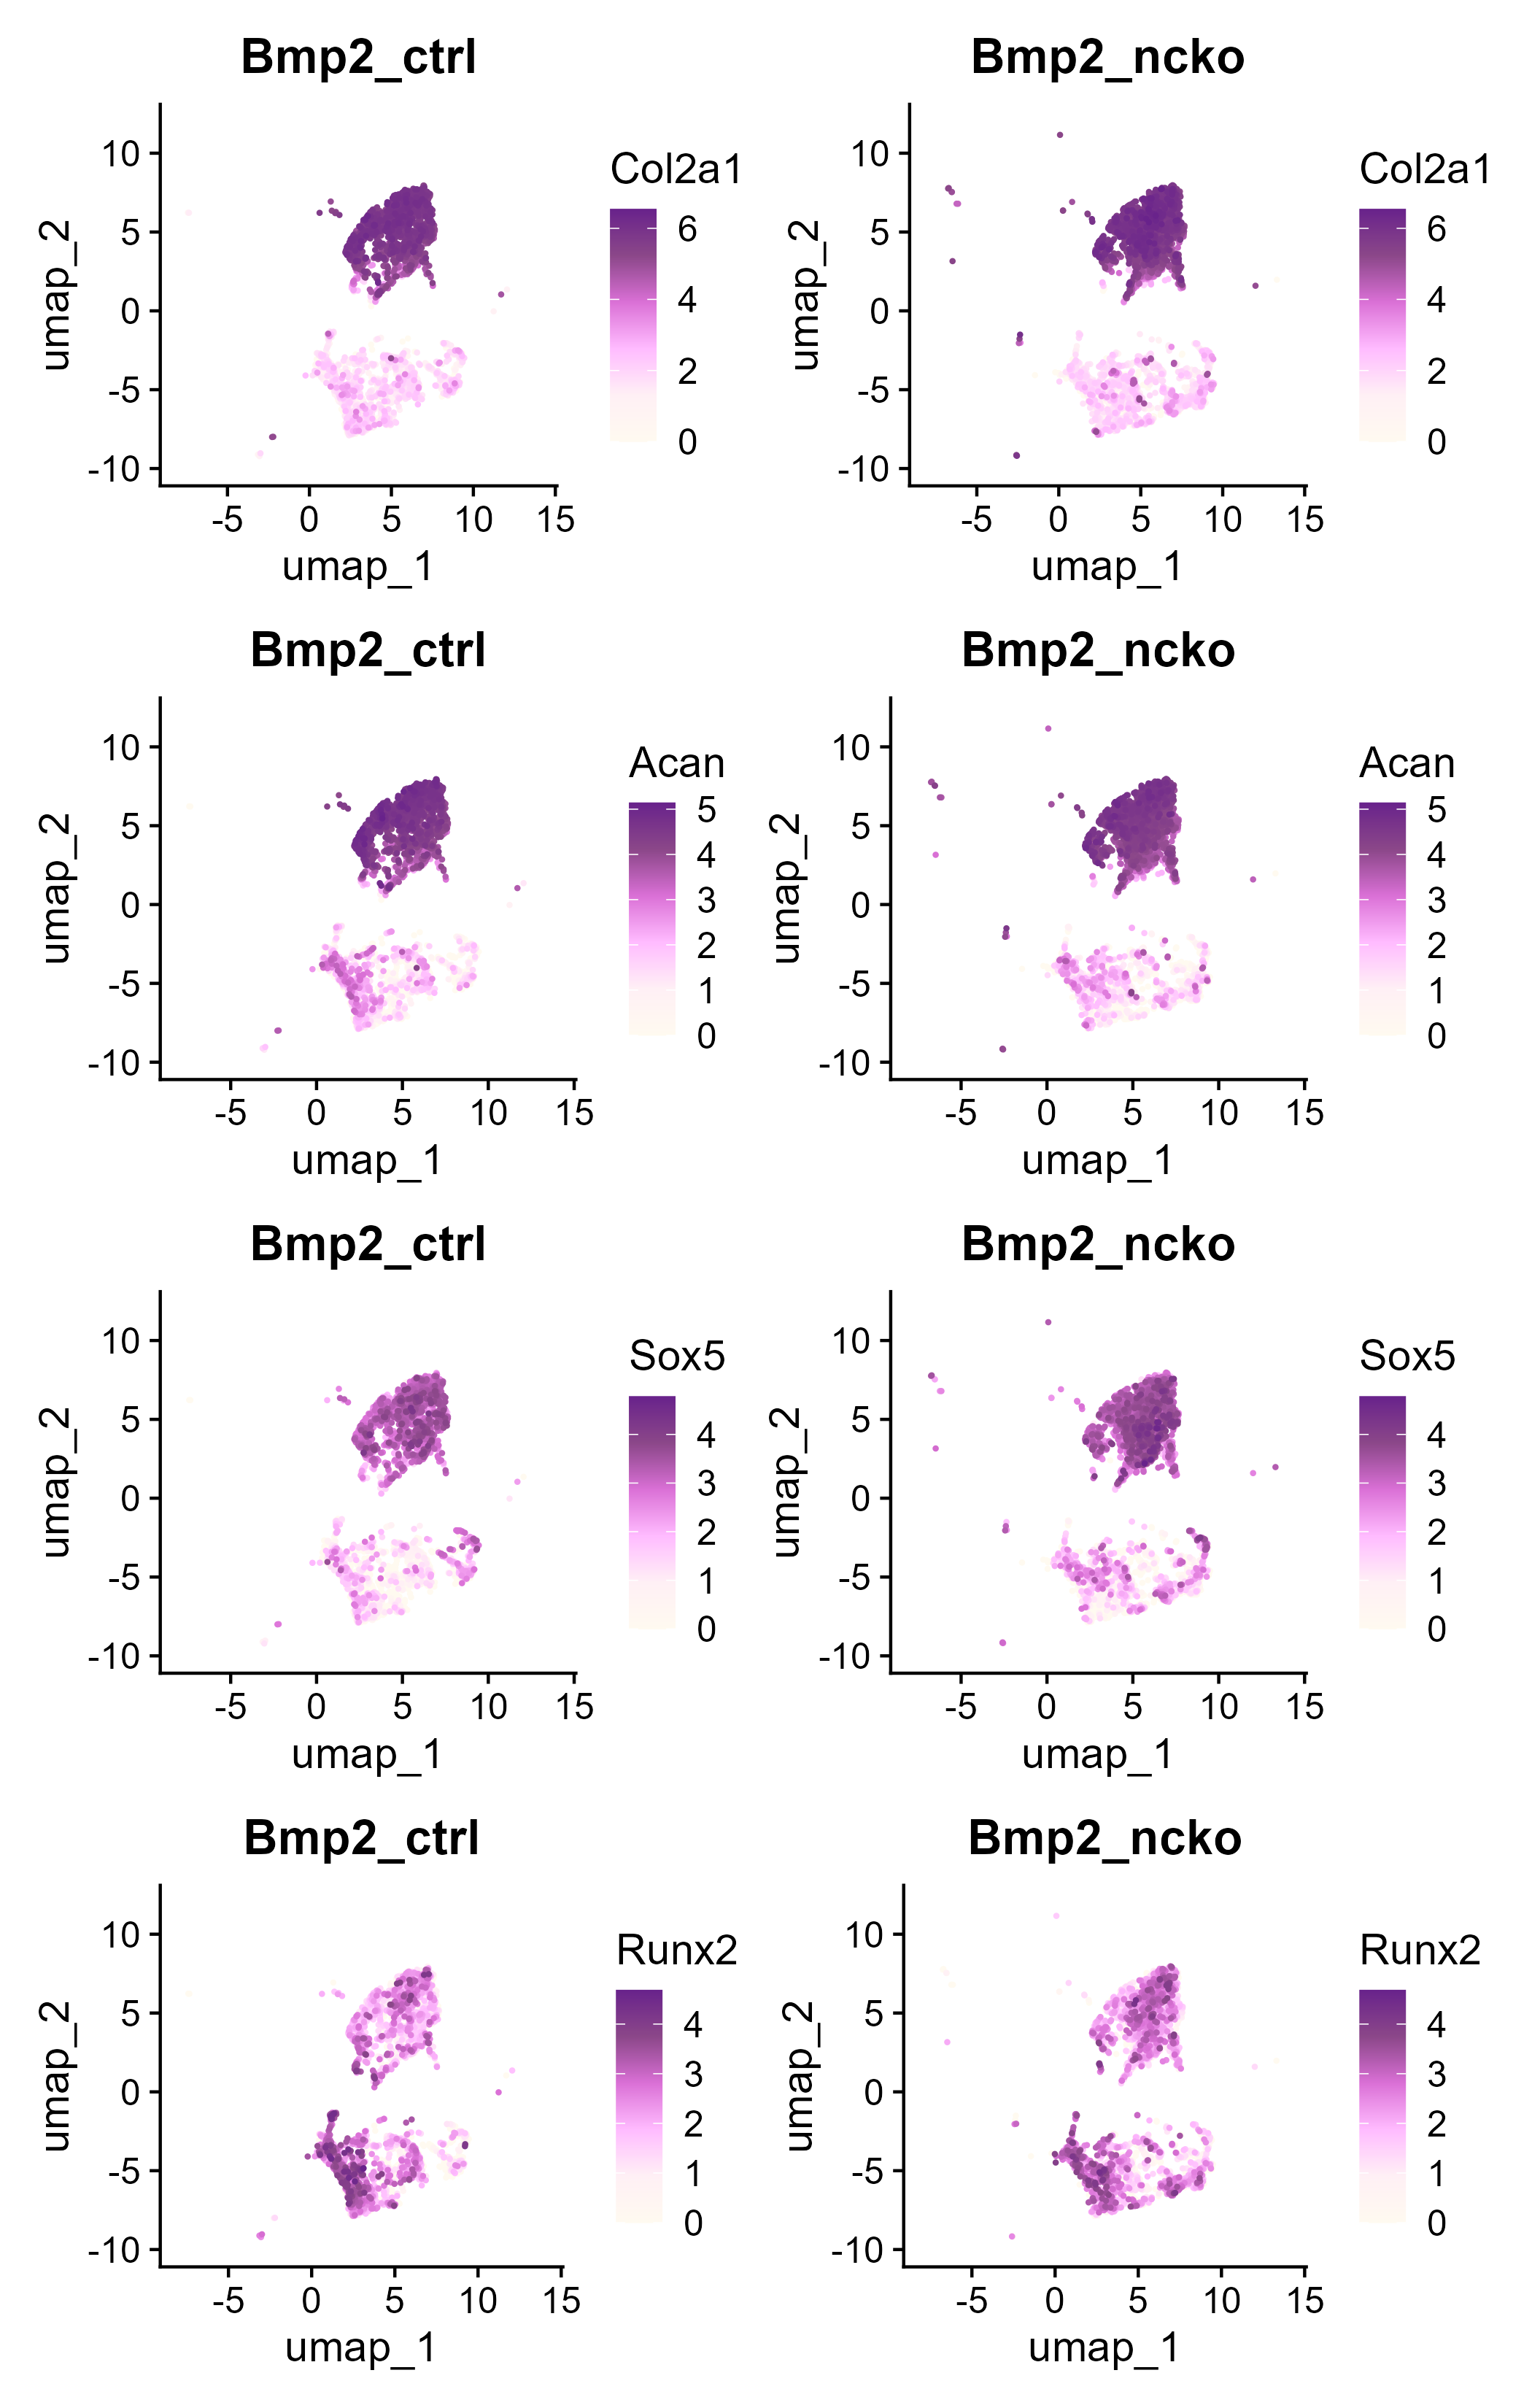 Bmp2_ctrl Bmp2_ncko
Col2a1 Col2a1
umap_2 10 5 0 -5 -10 6 4 2 0 umap_2 10 5 0 -5 -10 6 4 2 0
-5 0 5 10 15 -5 0 5 10 15
umap_1 umap_1
Bmp2_ctrl Bmp2_ncko
Acan Acan
umap_2 10 5 0 -5 -10 5 4 3 2 1 0 umap_2 10 5 0 -5 -10 5 4 3 2 1 0
-5 0 5 10 15 -5 0 5 10 15
umap_1 umap_1
Bmp2_ctrl Bmp2_ncko
Sox5 Sox5
umap_2 10 5 0 -5 -10 4 3 2 1 0 umap_2 10 5 0 -5 -10 4 3 2 1 0
-5 0 5 10 15 -5 0 5 10 15
umap_1 umap_1
Bmp2_ctrl Bmp2_ncko
Runx2 Runx2
umap_2 10 5 0 -5 -10 4 3 2 1 0 umap_2 10 5 0 -5 -10 4 3 2 1 0
-5 0 5 10 15 -5 0 5 10 15
umap_1 umap_1